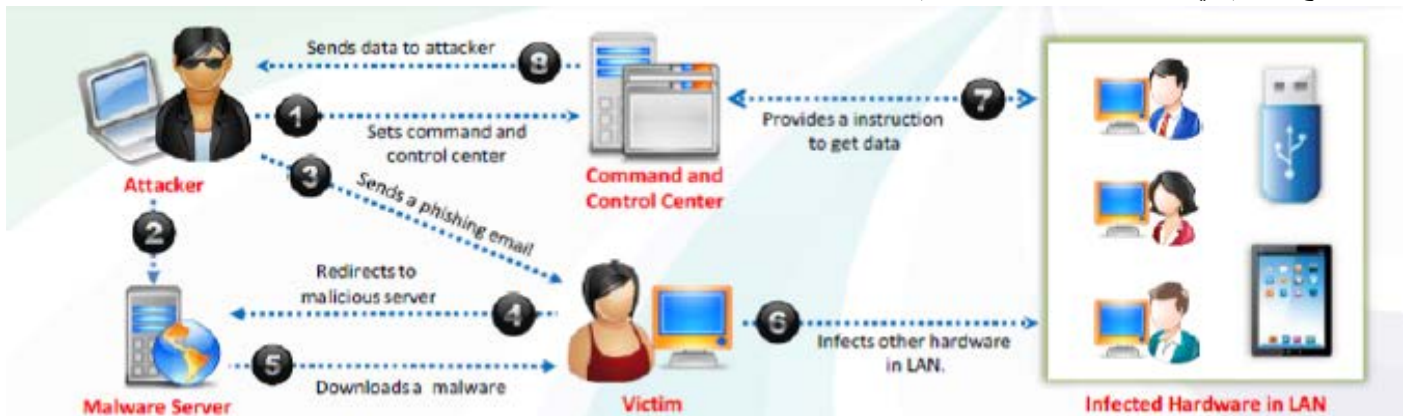 Sends data to attacker
8
1
Sets command and
control center
Attacker
3
Sends a phishing email
Command and
Control Center
7
Provides a instruction
to get data
2
Redirects to
malicious server
4
6
Infects other hardware
in LAN.
5
Downloads a malware
Malware Server
Victim
Infected Hardware in LAN